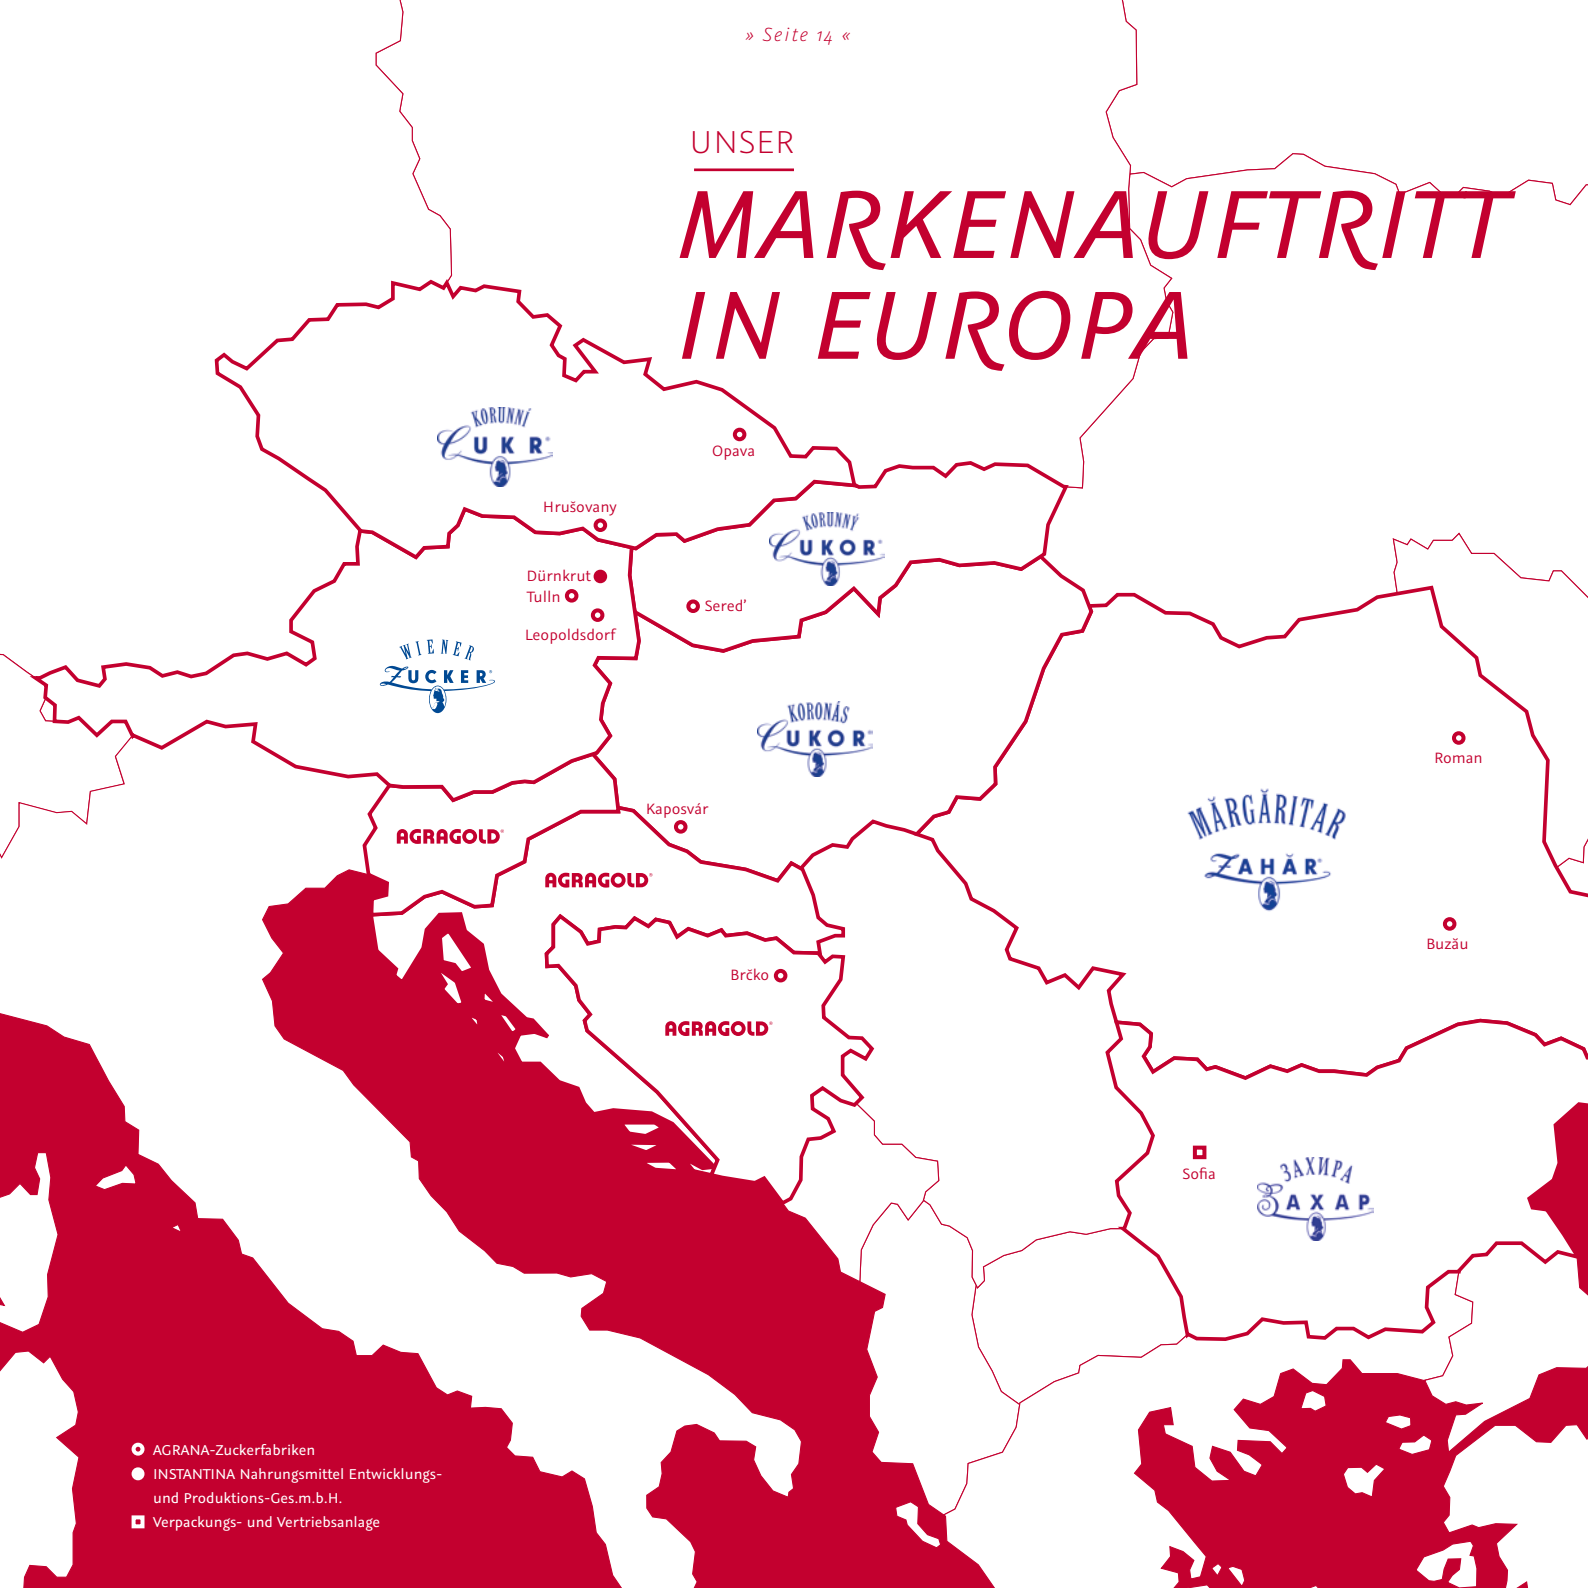 » Seite 14 «
UNSER
MARKENAUFTRITT
IN EUROPA
KORUNNÍ
CUKR®
Opava
Hrušovany
KORUNNÝ
CUKOR®
Dürnkrut
Tulln
Sered’
Leopoldsdorf
WIENER
ZUCKER®
KORONÁS
CUKOR®
Roman
Kaposvár
MĂRGĂRITAR
ZAHĂR®
AGRAGOLD®
AGRAGOLD®
Buzău
Brčko
AGRAGOLD®
Sofia
ЗАХИРА
ЗАХАР
AGRANA-Zuckerfabriken
INSTANTINA Nahrungsmittel Entwicklungs-
und Produktions-Ges.m.b.H.
Verpackungs- und Vertriebsanlage